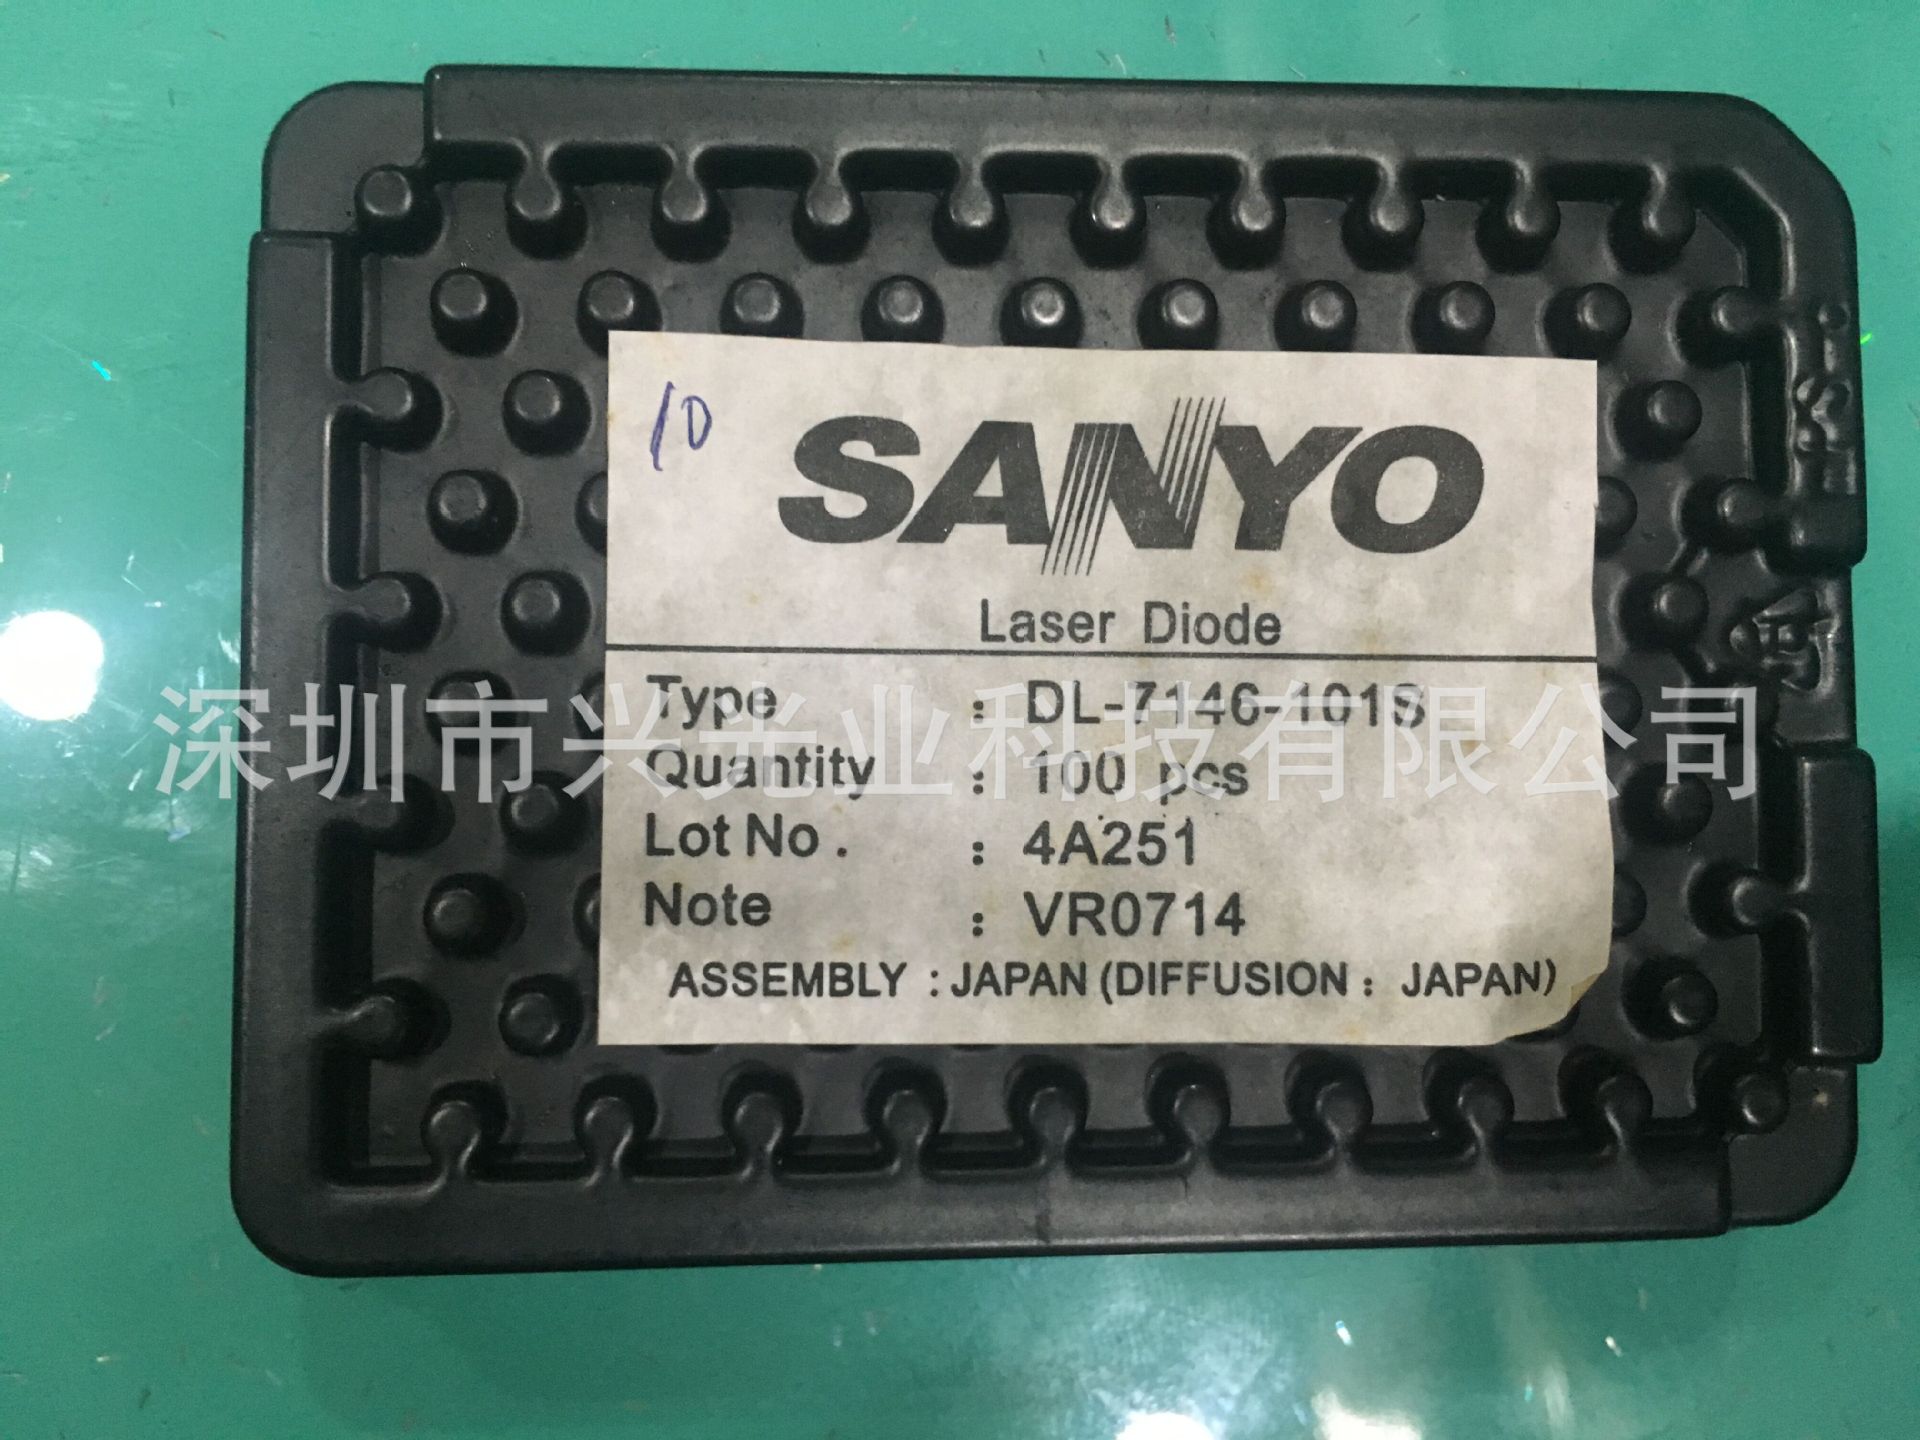 10
SANYO
Laser Diode
Type : DL-7146-101S
Quantity : 100 pcs
Lot No. : 4A251
Note : VR0714
ASSEMBLY : JAPAN (DIFFUSION : JAPAN)
深圳市兴光业科技有限公司